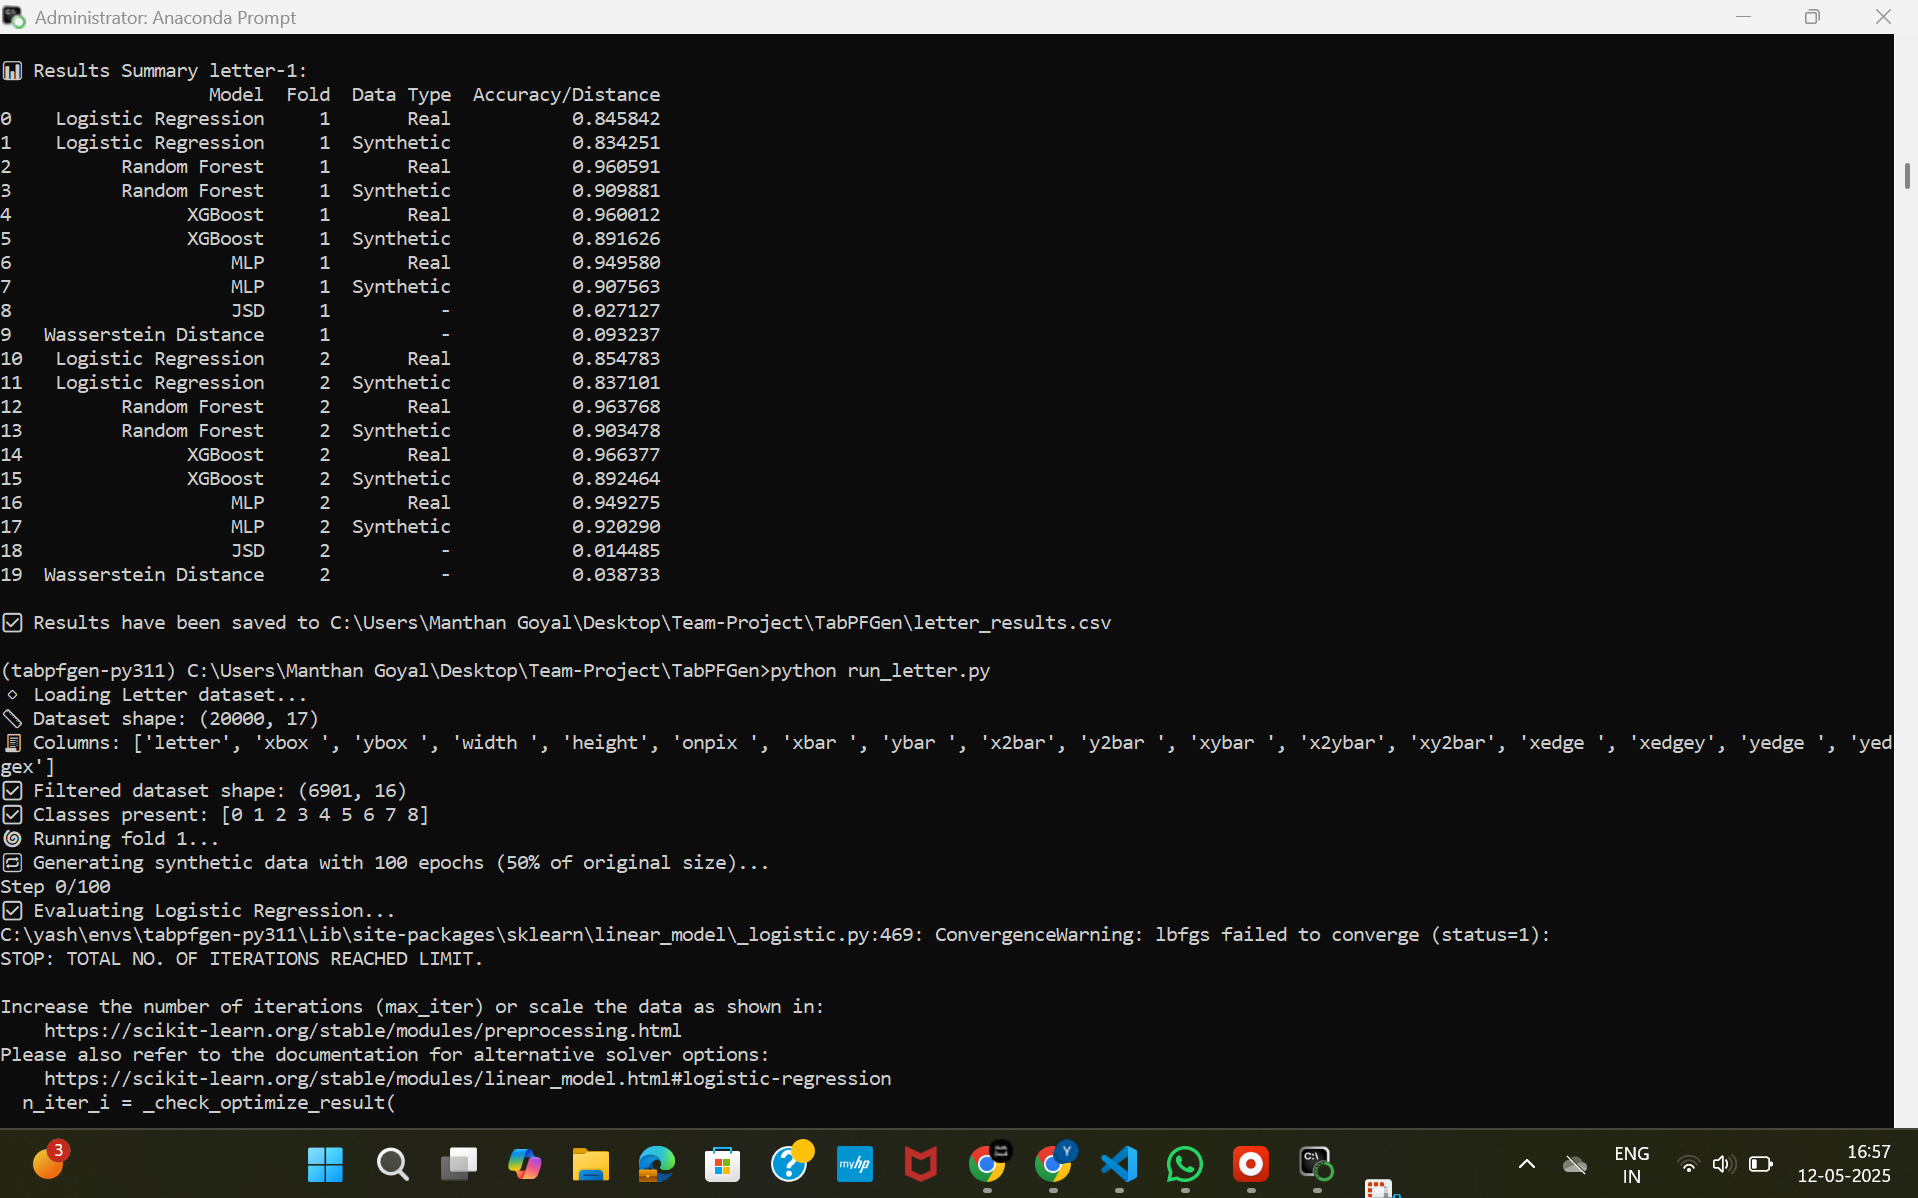 Administrator: Anaconda Prompt
Results Summary letter-1:
Model Fold Data Type Accuracy/Distance
0 Logistic Regression 1 Real 0.845842
1 Logistic Regression 1 Synthetic 0.834251
2 Random Forest 1 Real 0.960591
3 Random Forest 1 Synthetic 0.909881
4 XGBoost 1 Real 0.960012
5 XGBoost 1 Synthetic 0.891626
6 MLP 1 Real 0.949580
7 MLP 1 Synthetic 0.907563
8 JSD 1 - 0.027127
9 Wasserstein Distance 1 - 0.093237
10 Logistic Regression 2 Real 0.854783
11 Logistic Regression 2 Synthetic 0.837101
12 Random Forest 2 Real 0.963768
13 Random Forest 2 Synthetic 0.903478
14 XGBoost 2 Real 0.966377
15 XGBoost 2 Synthetic 0.892464
16 MLP 2 Real 0.949275
17 MLP 2 Synthetic 0.920290
18 JSD 2 - 0.014485
19 Wasserstein Distance 2 - 0.038733
Results have been saved to C:\Users\Manthan Goyal\Desktop\Team-Project\TabPFGen\letter_results.csv
(tabpfgen-py311) C:\Users\Manthan Goyal\Desktop\Team-Project\TabPFGen>python run_letter.py
Loading Letter dataset...
Dataset shape: (20000, 17)
Columns: ['letter', 'xbox ', 'ybox ', 'width ', 'height', 'onpix ', 'xbar ', 'ybar ', 'x2bar', 'y2bar ', 'xybar ', 'x2ybar', 'xy2bar', 'xedge ', 'xedgey', 'yedge ', 'yed
gex']
Filtered dataset shape: (6901, 16)
Classes present: [0 1 2 3 4 5 6 7 8]
Running fold 1...
Generating synthetic data with 100 epochs (50% of original size)...
Step 0/100
Evaluating Logistic Regression...
C:\yash\envs\tabpfgen-py311\Lib\site-packages\sklearn\linear_model\_logistic.py:469: ConvergenceWarning: lbfgs failed to converge (status=1):
STOP: TOTAL NO. OF ITERATIONS REACHED LIMIT.
Increase the number of iterations (max_iter) or scale the data as shown in:
https://scikit-learn.org/stable/modules/preprocessing.html
Please also refer to the documentation for alternative solver options:
https://scikit-learn.org/stable/modules/linear_model.html#logistic-regression
n_iter_i = _check_optimize_result(
3
myhp
Y
C:\
ENG
IN
16:57
12-05-2025